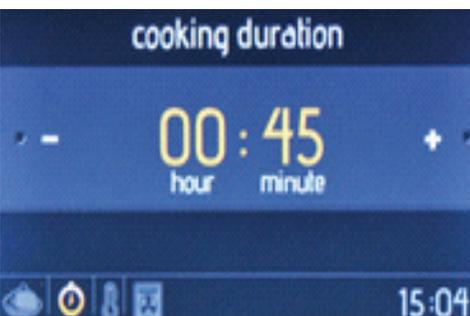 cooking duration
- 00 : 45 +
hour minute
15:04